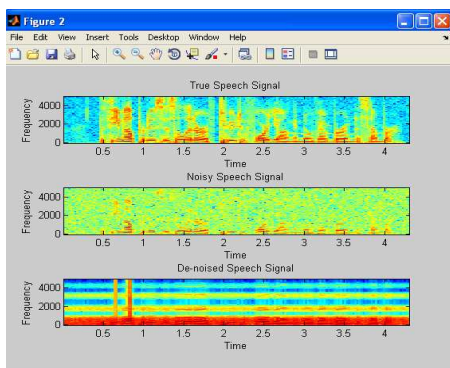 Figure 2
File Edit View Insert Tools Desktop Window Help
True Speech Signal
Frequency
4000
2000
0
0.5 1 1.5 2 2.5 3 3.5 4
Time
Noisy Speech Signal
Frequency
4000
2000
0
0.5 1 1.5 2 2.5 3 3.5 4
Time
De-noised Speech Signal
Frequency
4000
2000
0
0.5 1 1.5 2 2.5 3 3.5 4
Time